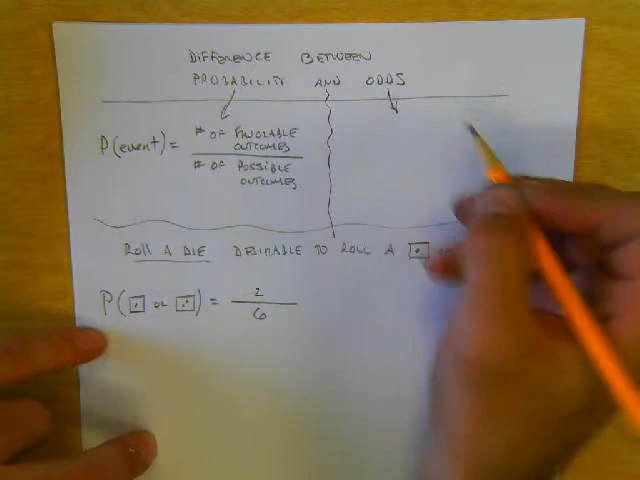 DIFFERENCE BETWEEN
PROBABILITY AND ODDS
P(event) = # OF FAVORABLE OUTCOMES
# OF POSSIBLE OUTCOMES
ROLL A DIE DESIRABLE TO ROLL A
P( or ) = 2
6